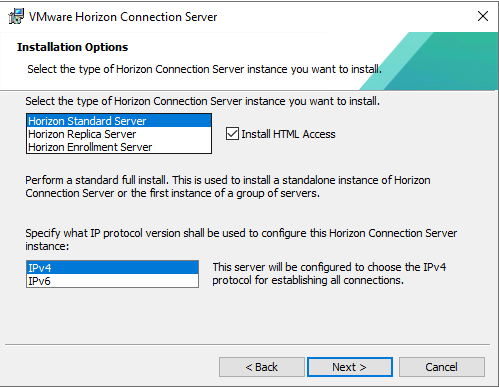 VMware Horizon Connection Server
Installation Options
Select the type of Horizon Connection Server instance you want to install.
Select the type of Horizon Connection Server instance you want to install.
Horizon Standard Server
Horizon Replica Server
Horizon Enrollment Server
Install HTML Access
Perform a standard full install. This is used to install a standalone instance of Horizon
Connection Server or the first instance of a group of servers.
Specify what IP protocol version shall be used to configure this Horizon Connection Server
instance:
IPv4
IPv6
This server will be configured to choose the IPv4
protocol for establishing all connections.
< Back
Next >
Cancel